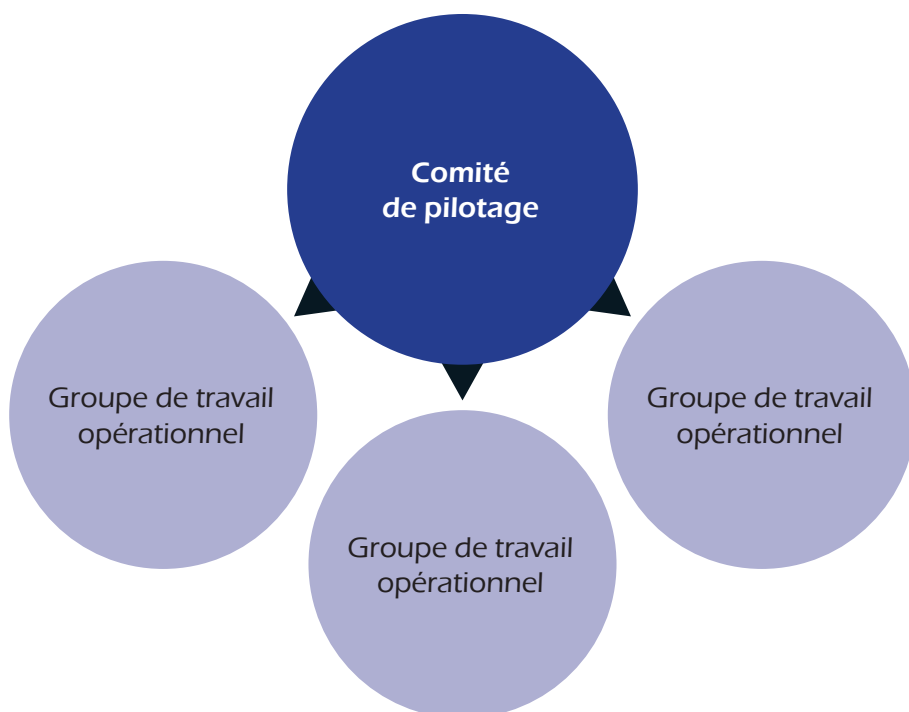 Comité
de pilotage
Groupe de travail
opérationnel
Groupe de travail
opérationnel
Groupe de travail
opérationnel